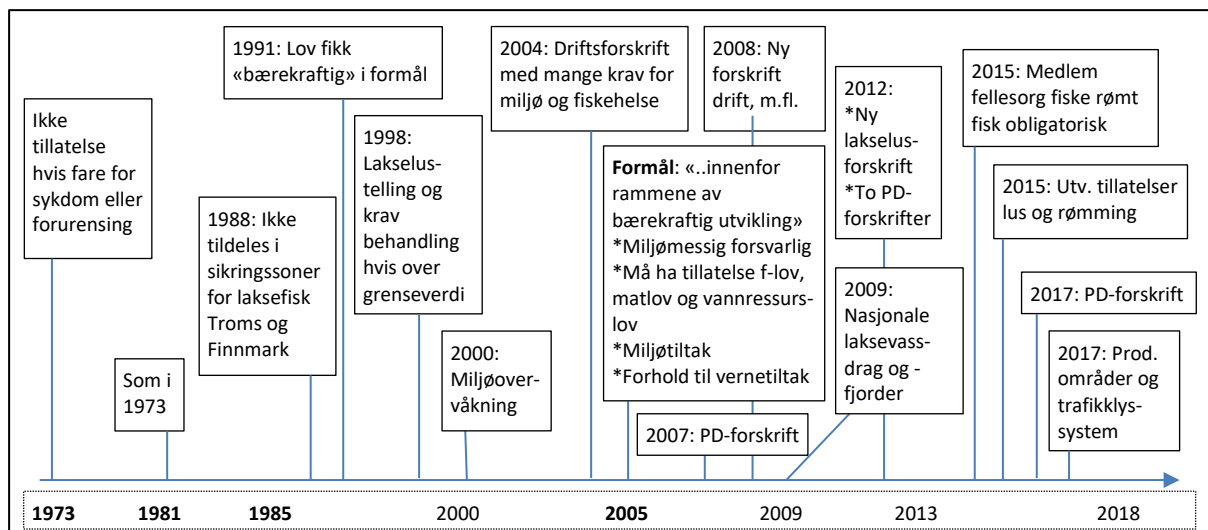 Ikke
tillatelse
hvis fare for
sykdom eller
forurensing
Som i
1973
1988: Ikke
tildeles i
sikringssoner
for laksefisk
Troms og
Finnmark
1991: Lov fikk
«bærekraftig» i formål
1998:
Lakselus-
telling og
krav
behandling
hvis over
grenseverdi
2000:
Miljøover-
våkning
2004: Driftsforskrift
med mange krav for
miljø og fiskehelse
Formål: «..innenfor
rammene av
bærekraftig utvikling»
*Miljømessig forsvarlig
*Må ha tillatelse f-lov,
matlov og vannressurs-
lov
*Miljøtiltak
*Forhold til vernetiltak
2007: PD-forskrift
2008: Ny
forskrift
drift, m.fl.
2012:
*Ny
lakselus-
forskrift
*To PD-
forskrifter
2009:
Nasjonale
laksevass-
drag og -
fjorder
2015: Medlem
fellesorg fiske rømt
fisk obligatorisk
2015: Utv. tillatelser
lus og rømming
2017: PD-forskrift
2017: Prod.
områder og
trafikklys-
system
1973 1981 1985 2000 2005 2009 2013 2018